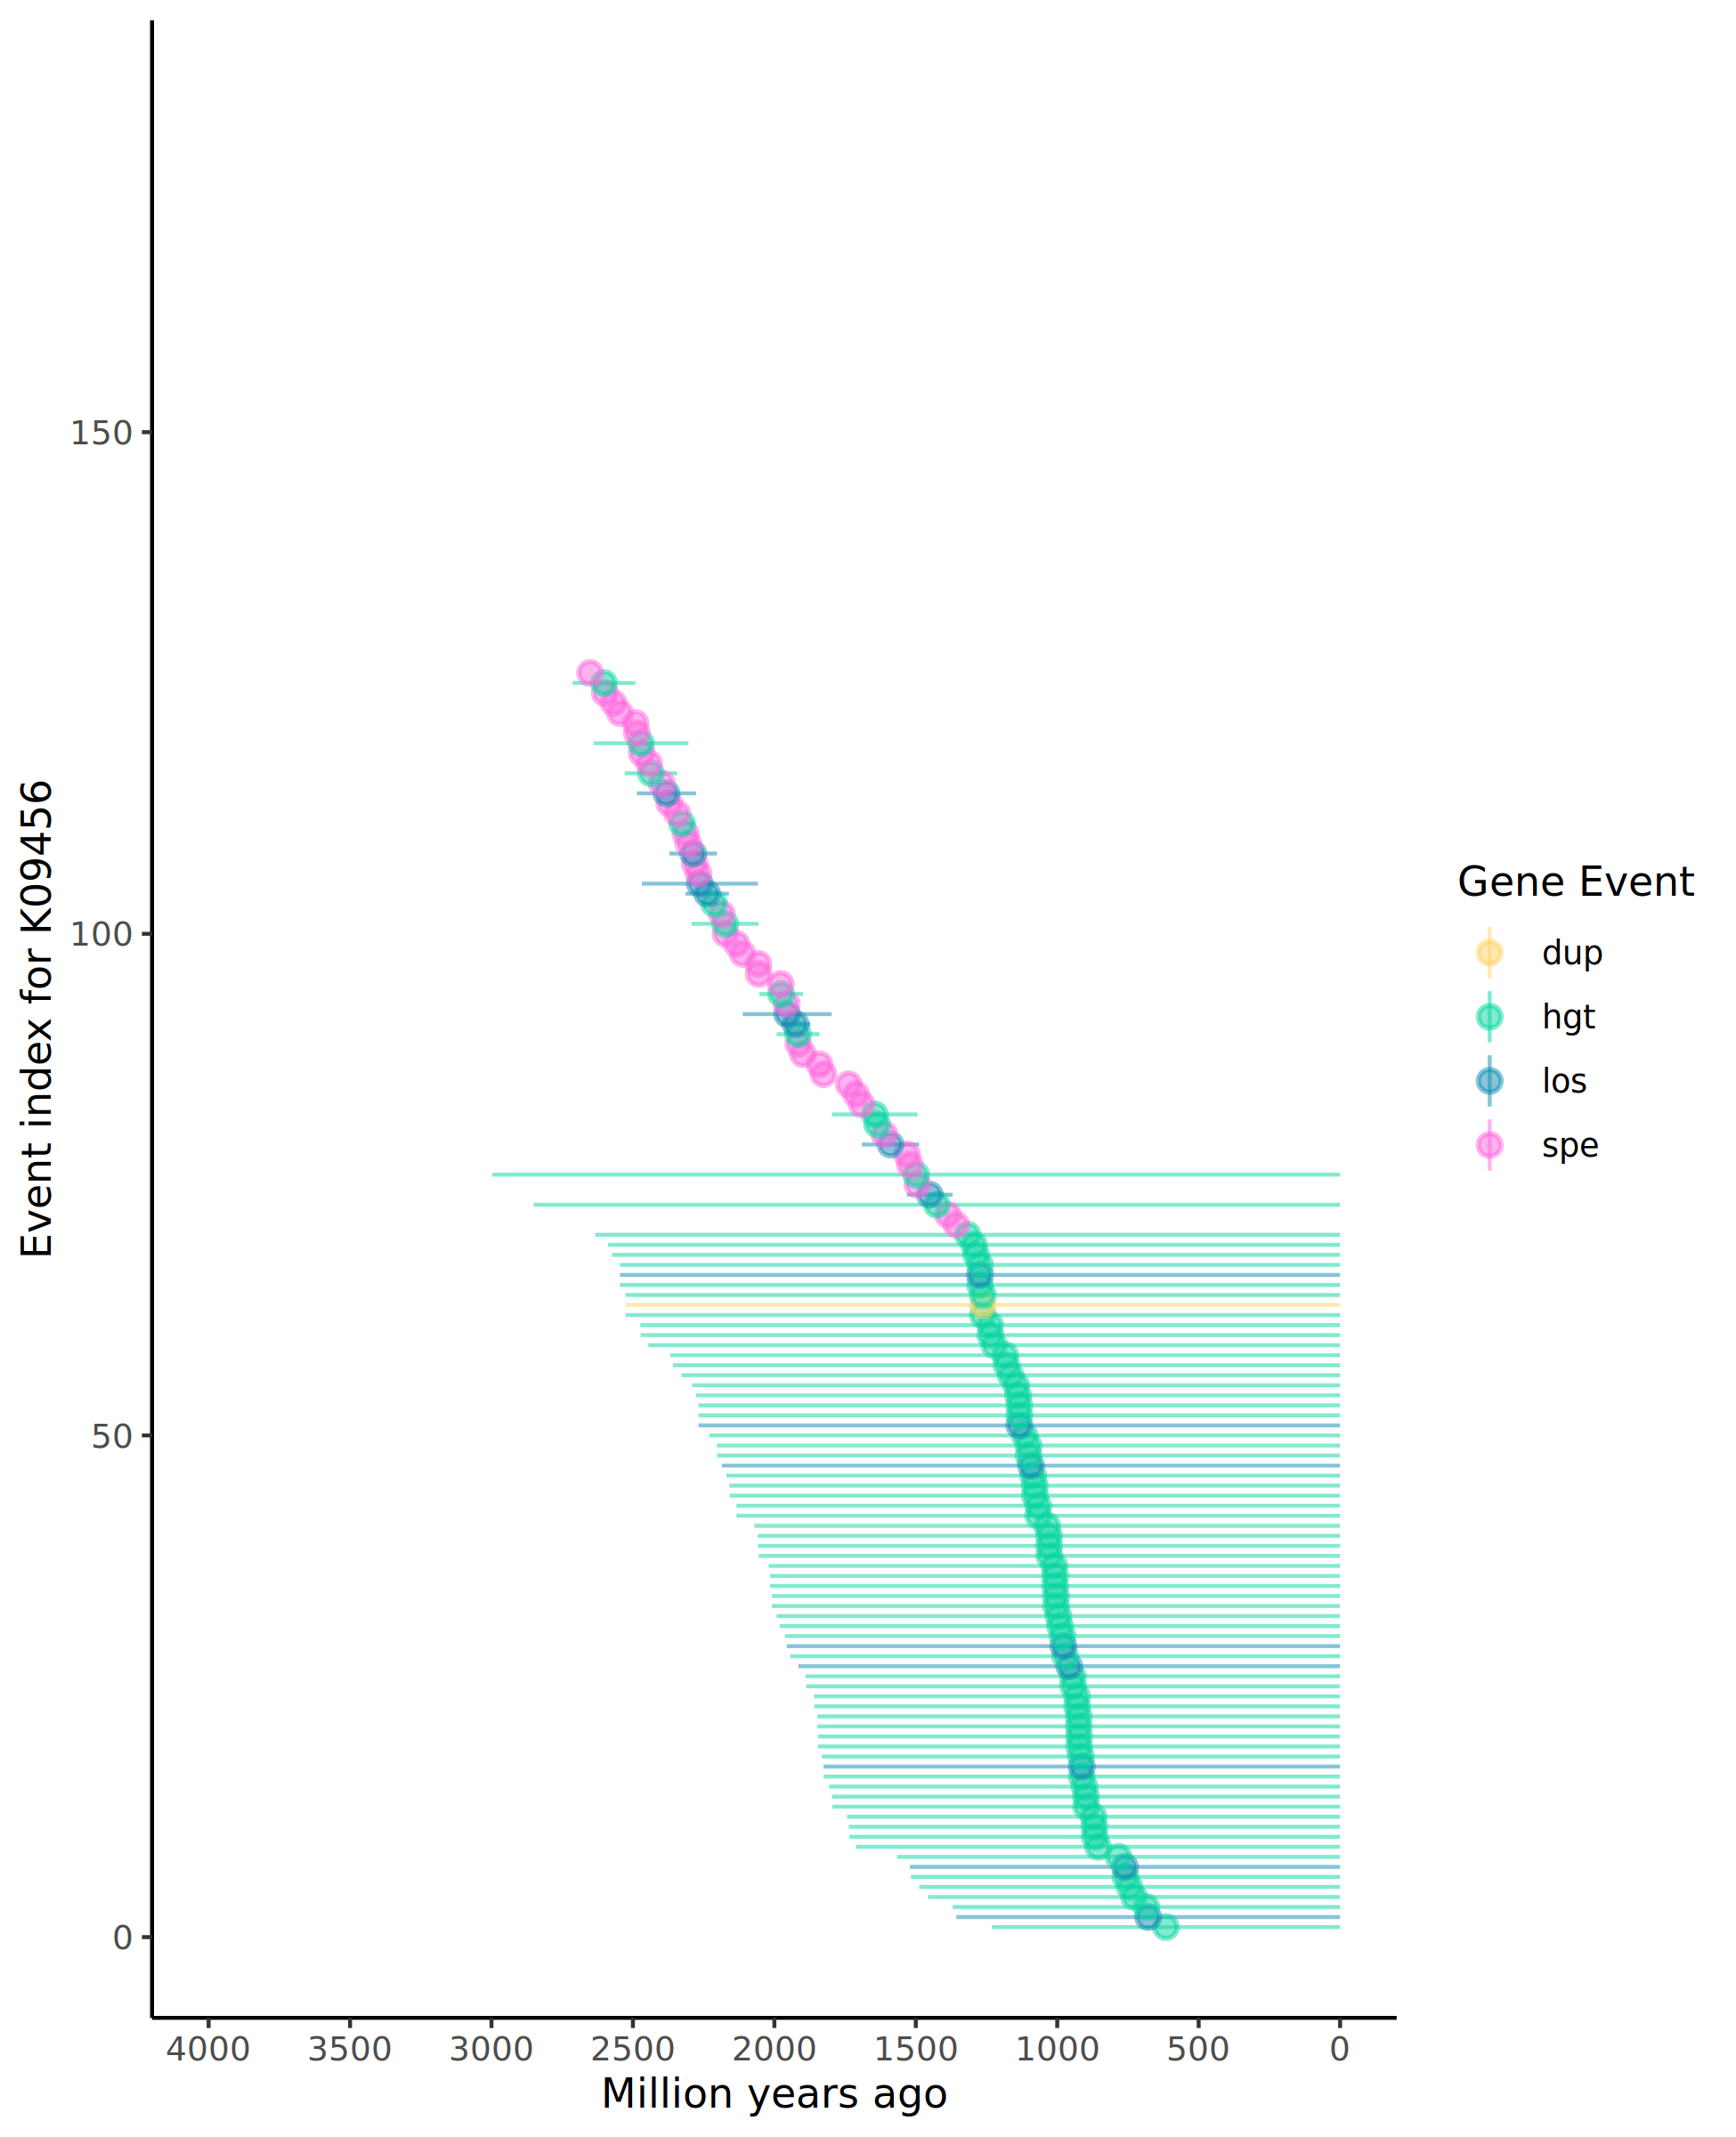 150
100
50
0
Event index for K09456
4000 3500 3000 2500 2000 1500 1000 500 0
Million years ago
Gene Event
dup
hgt
los
spe